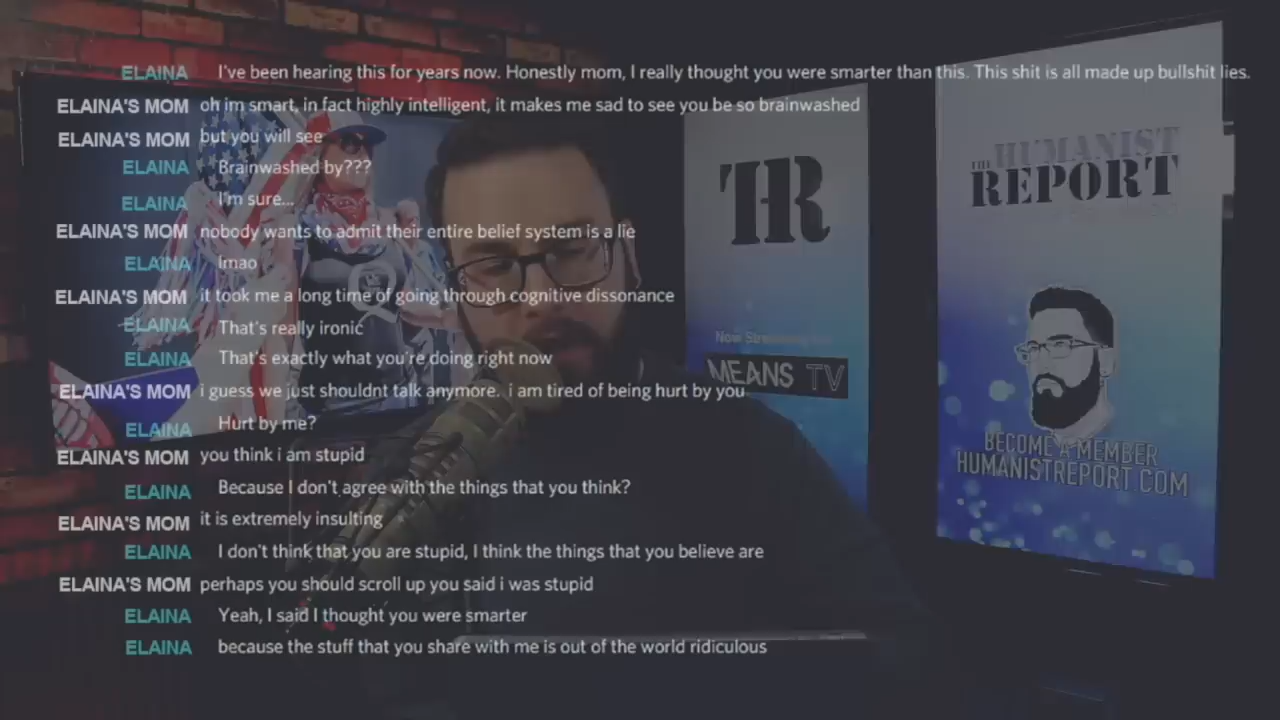 ELAINA I've been hearing this for years now. Honestly mom, I really thought you were smarter than this. This shit is all made up bullshit lies.
ELAINA'S MOM oh im smart, in fact highly intelligent, it makes me sad to see you be so brainwashed
ELAINA'S MOM but you will see
ELAINA Brainwashed by???
ELAINA I'm sure...
ELAINA'S MOM nobody wants to admit their entire belief system is a lie
ELAINA lmao
ELAINA'S MOM it took me a long time of going through cognitive dissonance
ELAINA That's really ironic
ELAINA That's exactly what you're doing right now
ELAINA'S MOM i guess we just shouldnt talk anymore. i am tired of being hurt by you
ELAINA Hurt by me?
ELAINA'S MOM you think i am stupid
ELAINA Because I don't agree with the things that you think?
ELAINA'S MOM it is extremely insulting
ELAINA I don't think that you are stupid, I think the things that you believe are
ELAINA'S MOM perhaps you should scroll up you said i was stupid
ELAINA Yeah, I said I thought you were smarter
ELAINA because the stuff that you share with me is out of the world ridiculous
Q
HR
Now Streaming
MEANS TV
THE HUMANIST
REPORT
BECOME A MEMBER
HUMANISTREPORT COM